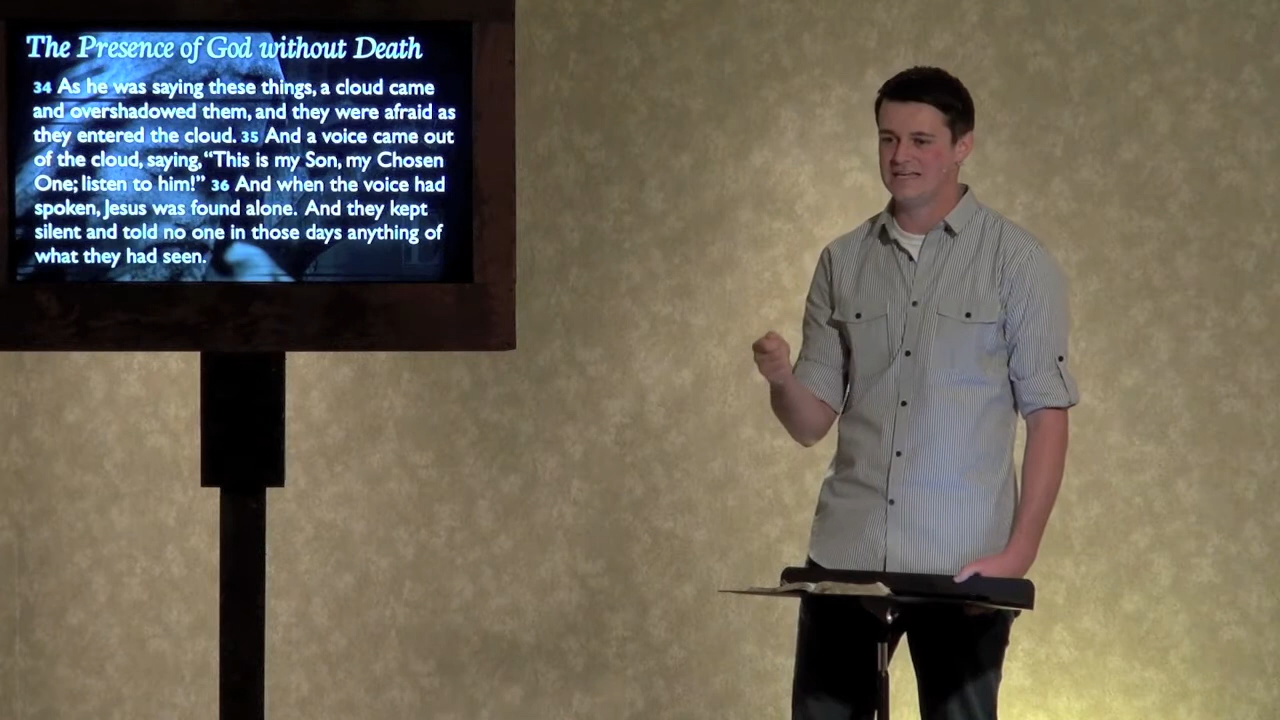 The Presence of God without Death
34 As he was saying these things, a cloud came
and overshadowed them, and they were afraid as
they entered the cloud. 35 And a voice came out
of the cloud, saying, “This is my Son, my Chosen
One; listen to him!” 36 And when the voice had
spoken, Jesus was found alone. And they kept
silent and told no one in those days anything of
what they had seen.